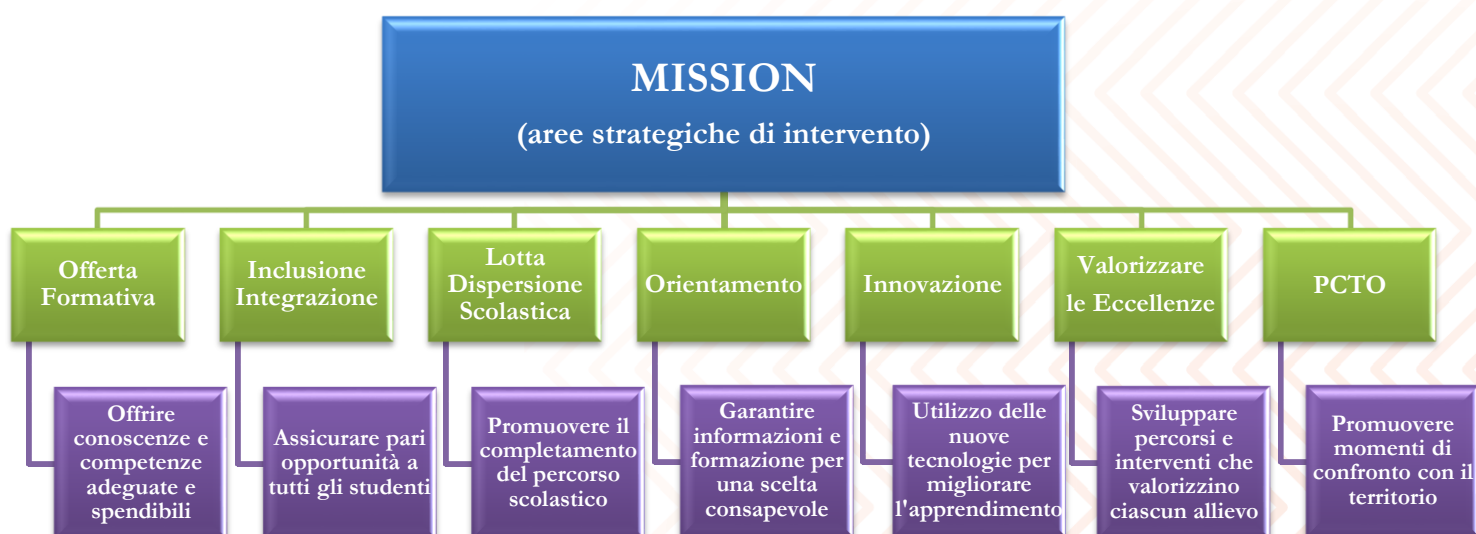 MISSION
(aree strategiche di intervento)
Offerta
Formativa
Inclusione
Integrazione
Lotta
Dispersione
Scolastica
Orientamento
Innovazione
Valorizzare
le Eccellenze
PCTO
Offrire
conoscenze e
competenze
adeguate e
spendibili
Assicurare pari
opportunità a
tutti gli studenti
Promuovere il
completamento
del percorso
scolastico
Garantire
informazioni e
formazione per
una scelta
consapevole
Utilizzo delle
nuove
tecnologie per
migliorare
l'apprendimento
Sviluppare
percorsi e
interventi che
valorizzino
ciascun allievo
Promuovere
momenti di
confronto con il
territorio